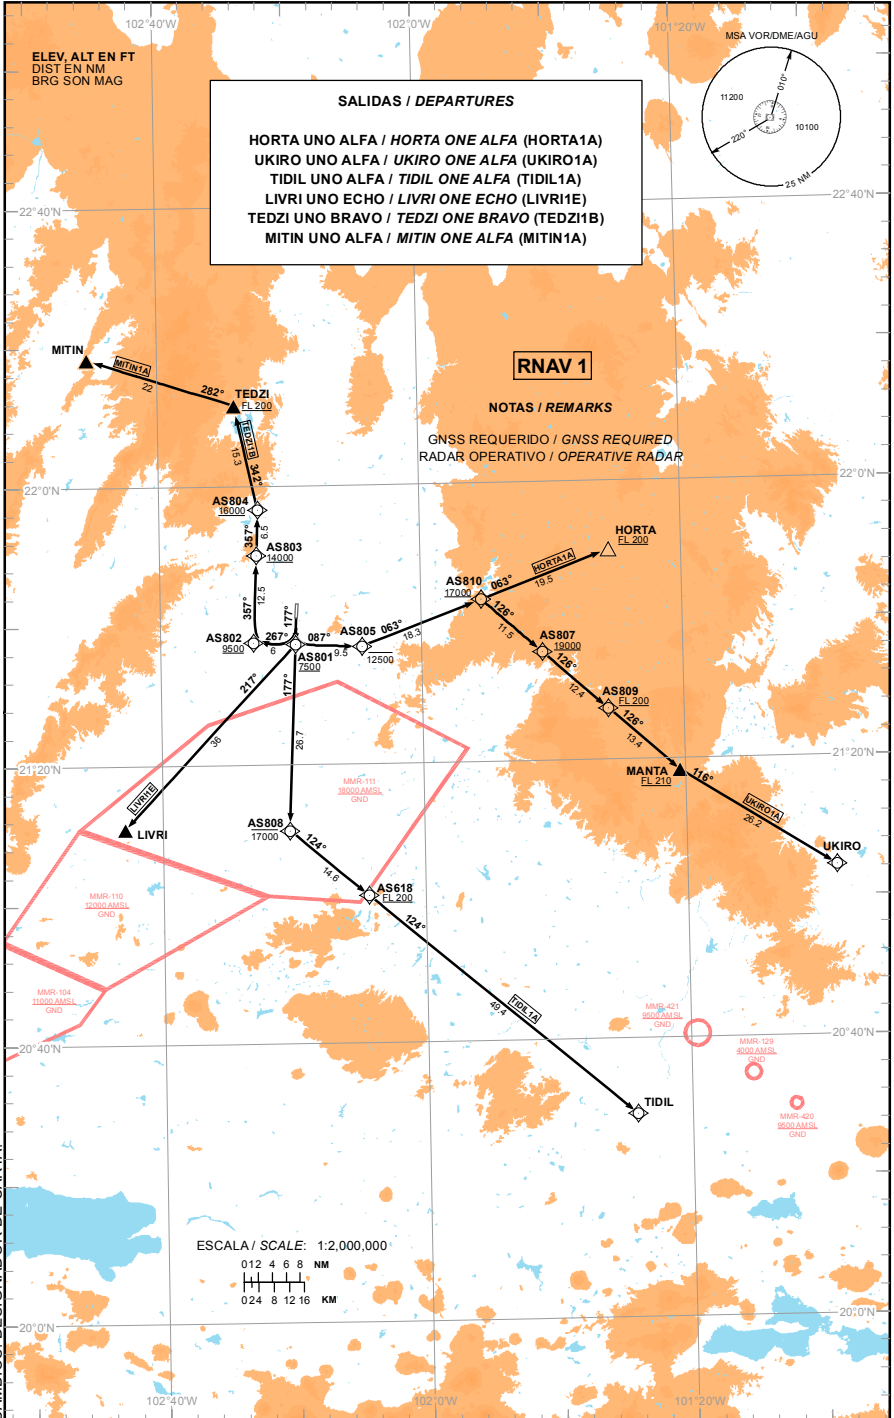 102°40'W
102°0'W
101°20'W
ELEV, ALT EN FT
DIST EN NM
BRG SON MAG
MSA VOR/DME/AGU
010°
11200
10100
220°
25 NM
SALIDAS / DEPARTURES
HORTA UNO ALFA / HORTA ONE ALFA (HORTA1A)
UKIRO UNO ALFA / UKIRO ONE ALFA (UKIRO1A)
TIDIL UNO ALFA / TIDIL ONE ALFA (TIDIL1A)
LIVRI UNO ECHO / LIVRI ONE ECHO (LIVRI1E)
TEDZI UNO BRAVO / TEDZI ONE BRAVO (TEDZI1B)
MITIN UNO ALFA / MITIN ONE ALFA (MITIN1A)
22°40'N
22°40'N
MITIN
MITIN1A
22
282°
TEDZI
FL 200
RNAV 1
NOTAS / REMARKS
GNSS REQUERIDO / GNSS REQUIRED
RADAR OPERATIVO / OPERATIVE RADAR
TEDZI1B
15.3
342°
22°0'N
22°0'N
AS804
16000
357°
6.5
AS803
14000
HORTA
FL 200
HORTA1A
19.5
063°
AS810
17000
357°
12.5
177°
AS802
9500
267°
6
AS801
7500
087°
9.5
AS805
12500
063°
18.3
126°
11.5
AS807
19000
126°
12.4
AS809
FL 200
126°
13.4
217°
36
177°
26.7
21°20'N
21°20'N
MANTA
FL 210
116°
UKIRO1A
26.2
UKIRO
MMR-111
18000 AMSL
GND
LIVRI1E
LIVRI
AS808
17000
124°
14.6
AS618
FL 200
124°
MMR-110
12000 AMSL
GND
MMR-104
11000 AMSL
GND
TIDIL1A
49.4
MMR-421
9500 AMSL
GND
MMR-129
4000 AMSL
GND
20°40'N
20°40'N
TIDIL
MMR-420
9500 AMSL
GND
ESCALA / SCALE: 1:2,000,000
0 1 2 4 6 8 NM
0 2 4 8 12 16 KM
20°0'N
20°0'N
102°40'W
102°0'W
101°20'W